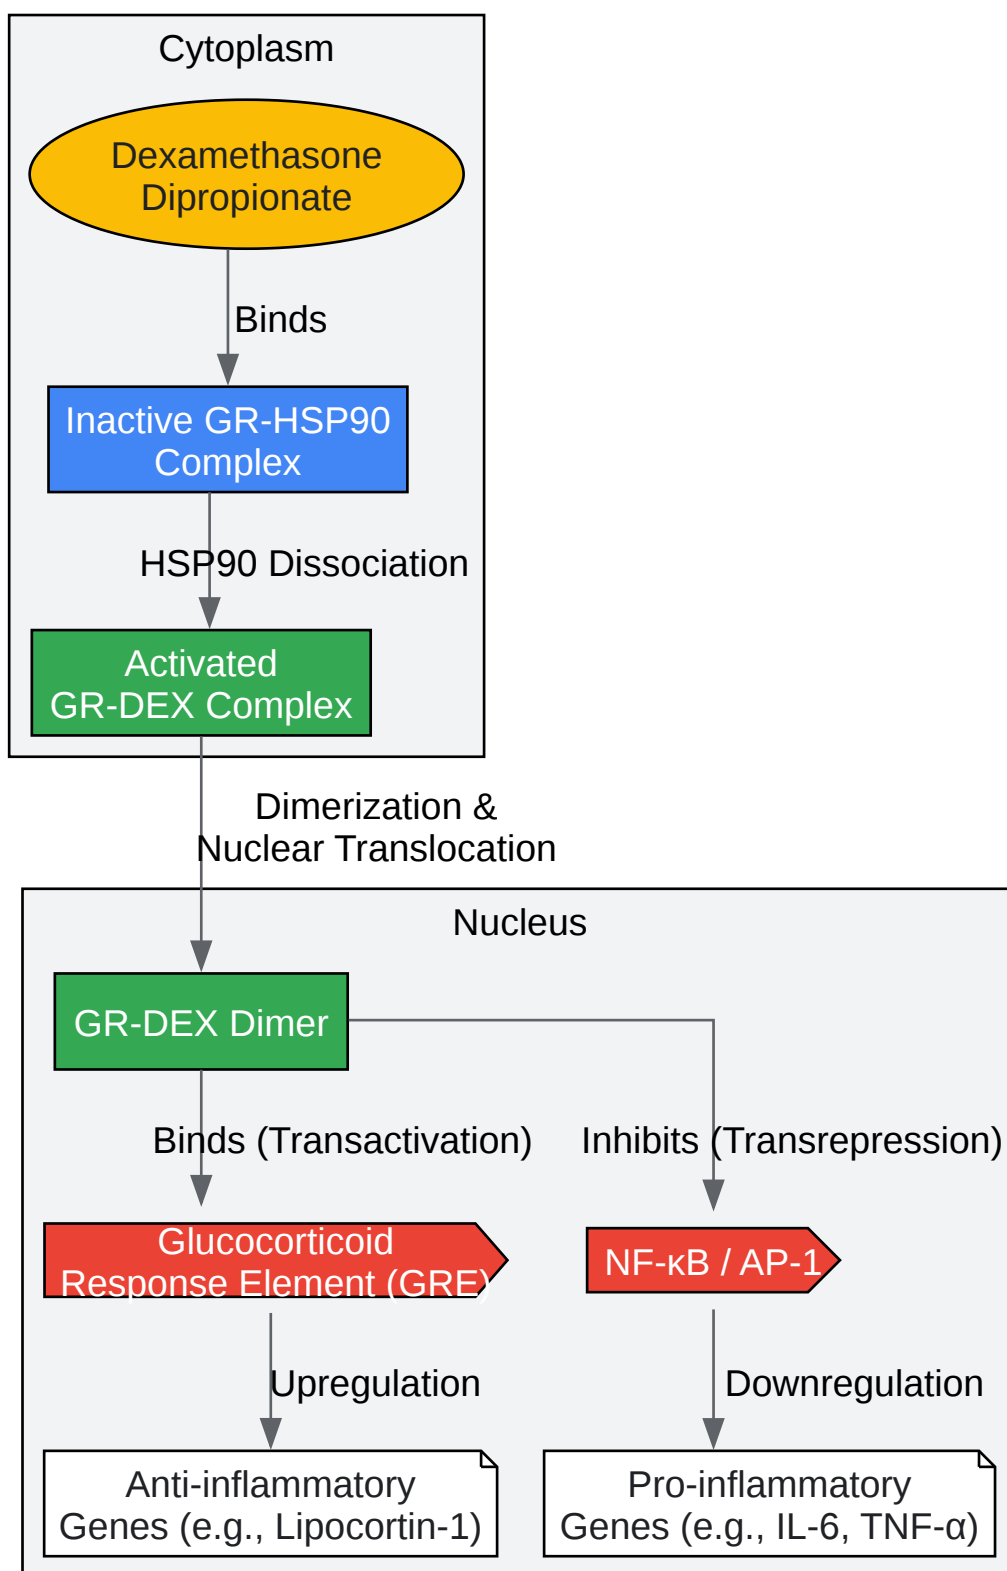 Cytoplasm
Dexamethasone
Dipropionate
Binds
Inactive GR-HSP90
Complex
HSP90 Dissociation
Activated
GR-DEX Complex
Dimerization &
Nuclear Translocation
Nucleus
GR-DEX Dimer
Binds (Transactivation)
Inhibits (Transrepression)
Glucocorticoid
Response Element (GRE)
NF-κB / AP-1
Upregulation
Downregulation
Anti-inflammatory
Genes (e.g., Lipocortin-1)
Pro-inflammatory
Genes (e.g., IL-6, TNF-α)